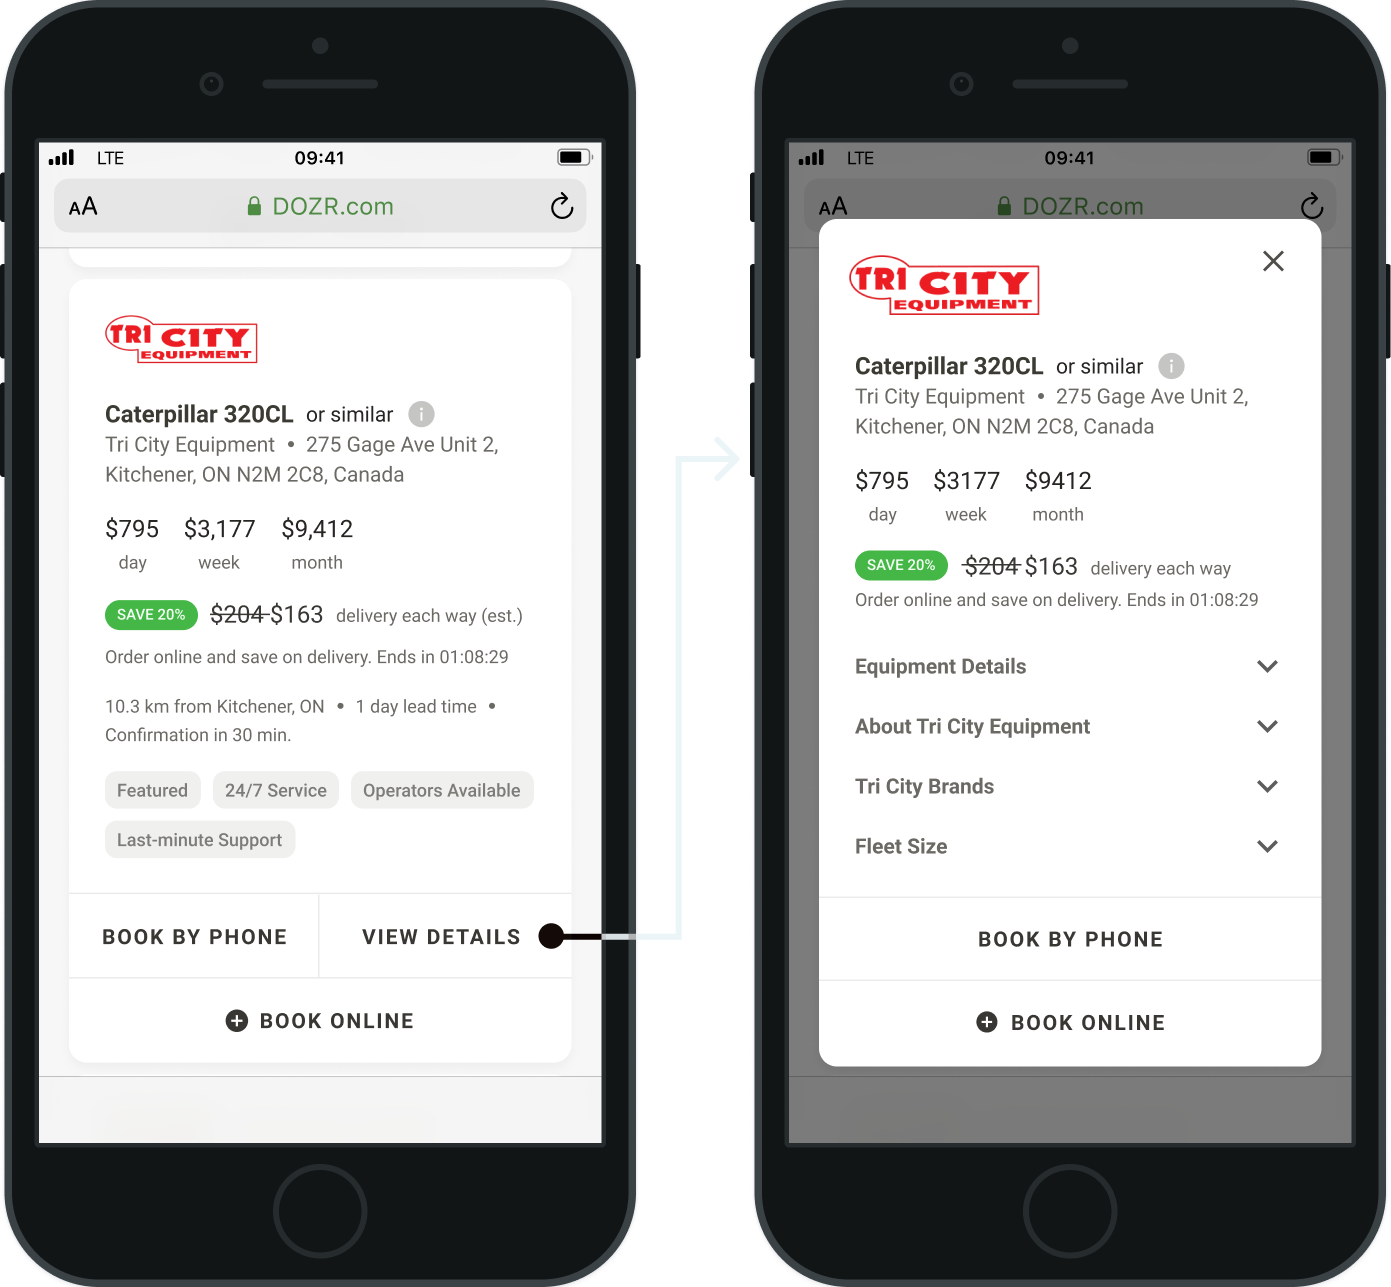 LTE 09:41
AA DOZR.com
TRI CITY
EQUIPMENT
Caterpillar 320CL or similar i
Tri City Equipment • 275 Gage Ave Unit 2,
Kitchener, ON N2M 2C8, Canada
$795 $3,177 $9,412
day week month
SAVE 20% $204 $163 delivery each way (est.)
Order online and save on delivery. Ends in 01:08:29
10.3 km from Kitchener, ON • 1 day lead time •
Confirmation in 30 min.
Featured 24/7 Service Operators Available
Last-minute Support
BOOK BY PHONE VIEW DETAILS
BOOK ONLINE
LTE 09:41
AA DOZR.com
TRI CITY
EQUIPMENT
Caterpillar 320CL or similar i
Tri City Equipment • 275 Gage Ave Unit 2,
Kitchener, ON N2M 2C8, Canada
$795 $3177 $9412
day week month
SAVE 20% $204 $163 delivery each way
Order online and save on delivery. Ends in 01:08:29
Equipment Details
About Tri City Equipment
Tri City Brands
Fleet Size
BOOK BY PHONE
BOOK ONLINE